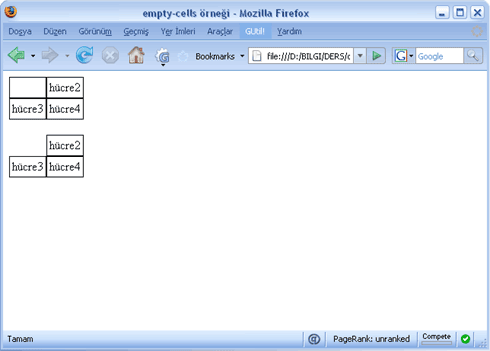 empty-cells örneği - Mozilla Firefox
Dosya Düzen Görünüm Geçmiş Yer İmleri Araçlar GUtil! Yardım
Bookmarks file:///D:/BILGI/DERS/c G Google
hücre2
hücre3 hücre4
hücre2
hücre3 hücre4
Tamam @ PageRank: unranked Compete